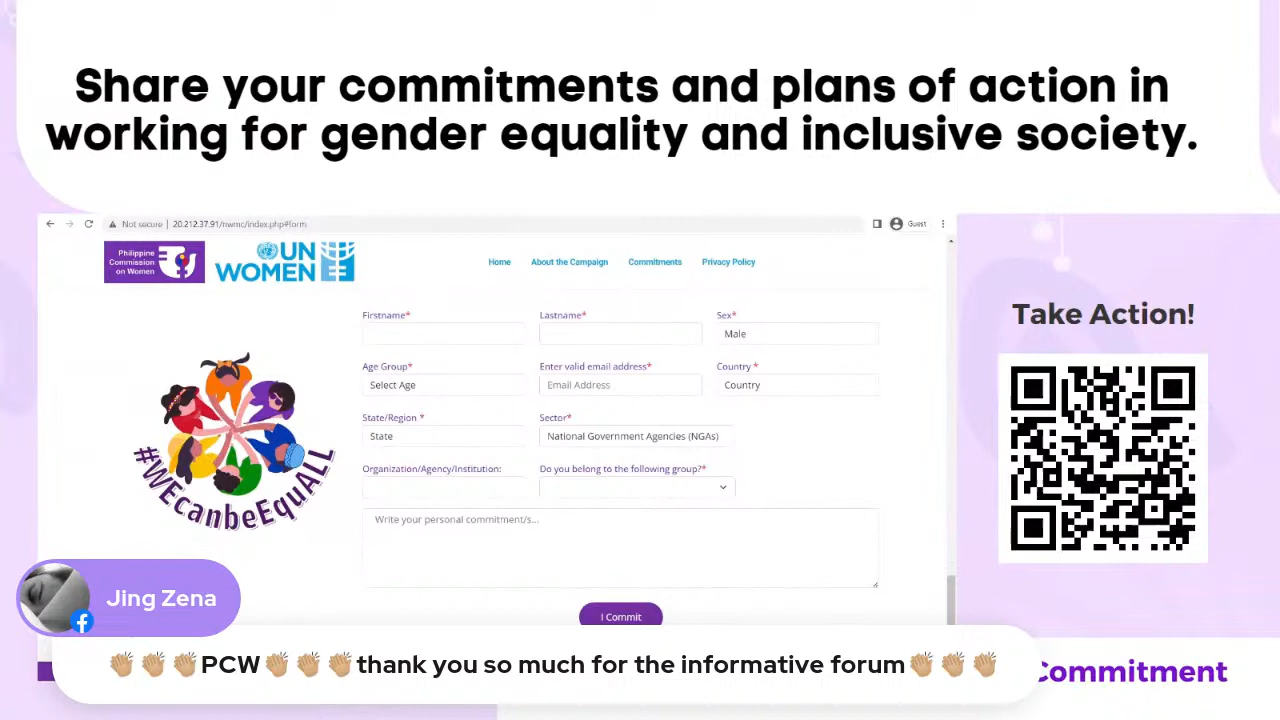 Share your commitments and plans of action in
working for gender equality and inclusive society.
Not secure | 20.212.37.91/nwmc/index.php#form
Guest
Philippine
Commission
on Women
UN
WOMEN
Home
About the Campaign
Commitments
Privacy Policy
Firstname*
Lastname*
Sex*
Male
Age Group*
Enter valid email address*
Country *
Select Age
Email Address
Country
State/Region *
Sector*
State
National Government Agencies (NGAs)
Organization/Agency/Institution:
Do you belong to the following group?*
Write your personal commitment/s...
I Commit
#WEcanbeEquALL
Take Action!
Jing Zena
👏🏼👏🏼👏🏼PCW👏🏼👏🏼👏🏼thank you so much for the informative forum👏🏼👏🏼👏🏼
Commitment